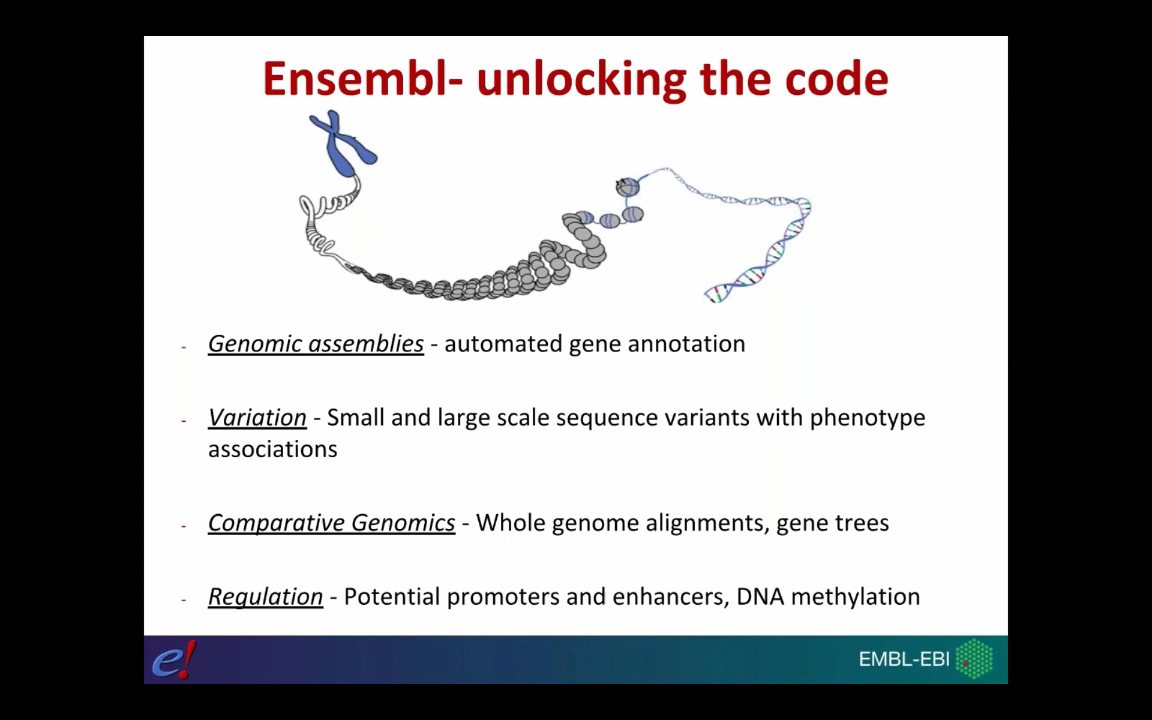 Ensembl- unlocking the code
- Genomic assemblies - automated gene annotation
- Variation - Small and large scale sequence variants with phenotype
associations
- Comparative Genomics - Whole genome alignments, gene trees
- Regulation - Potential promoters and enhancers, DNA methylation
e!
EMBL-EBI